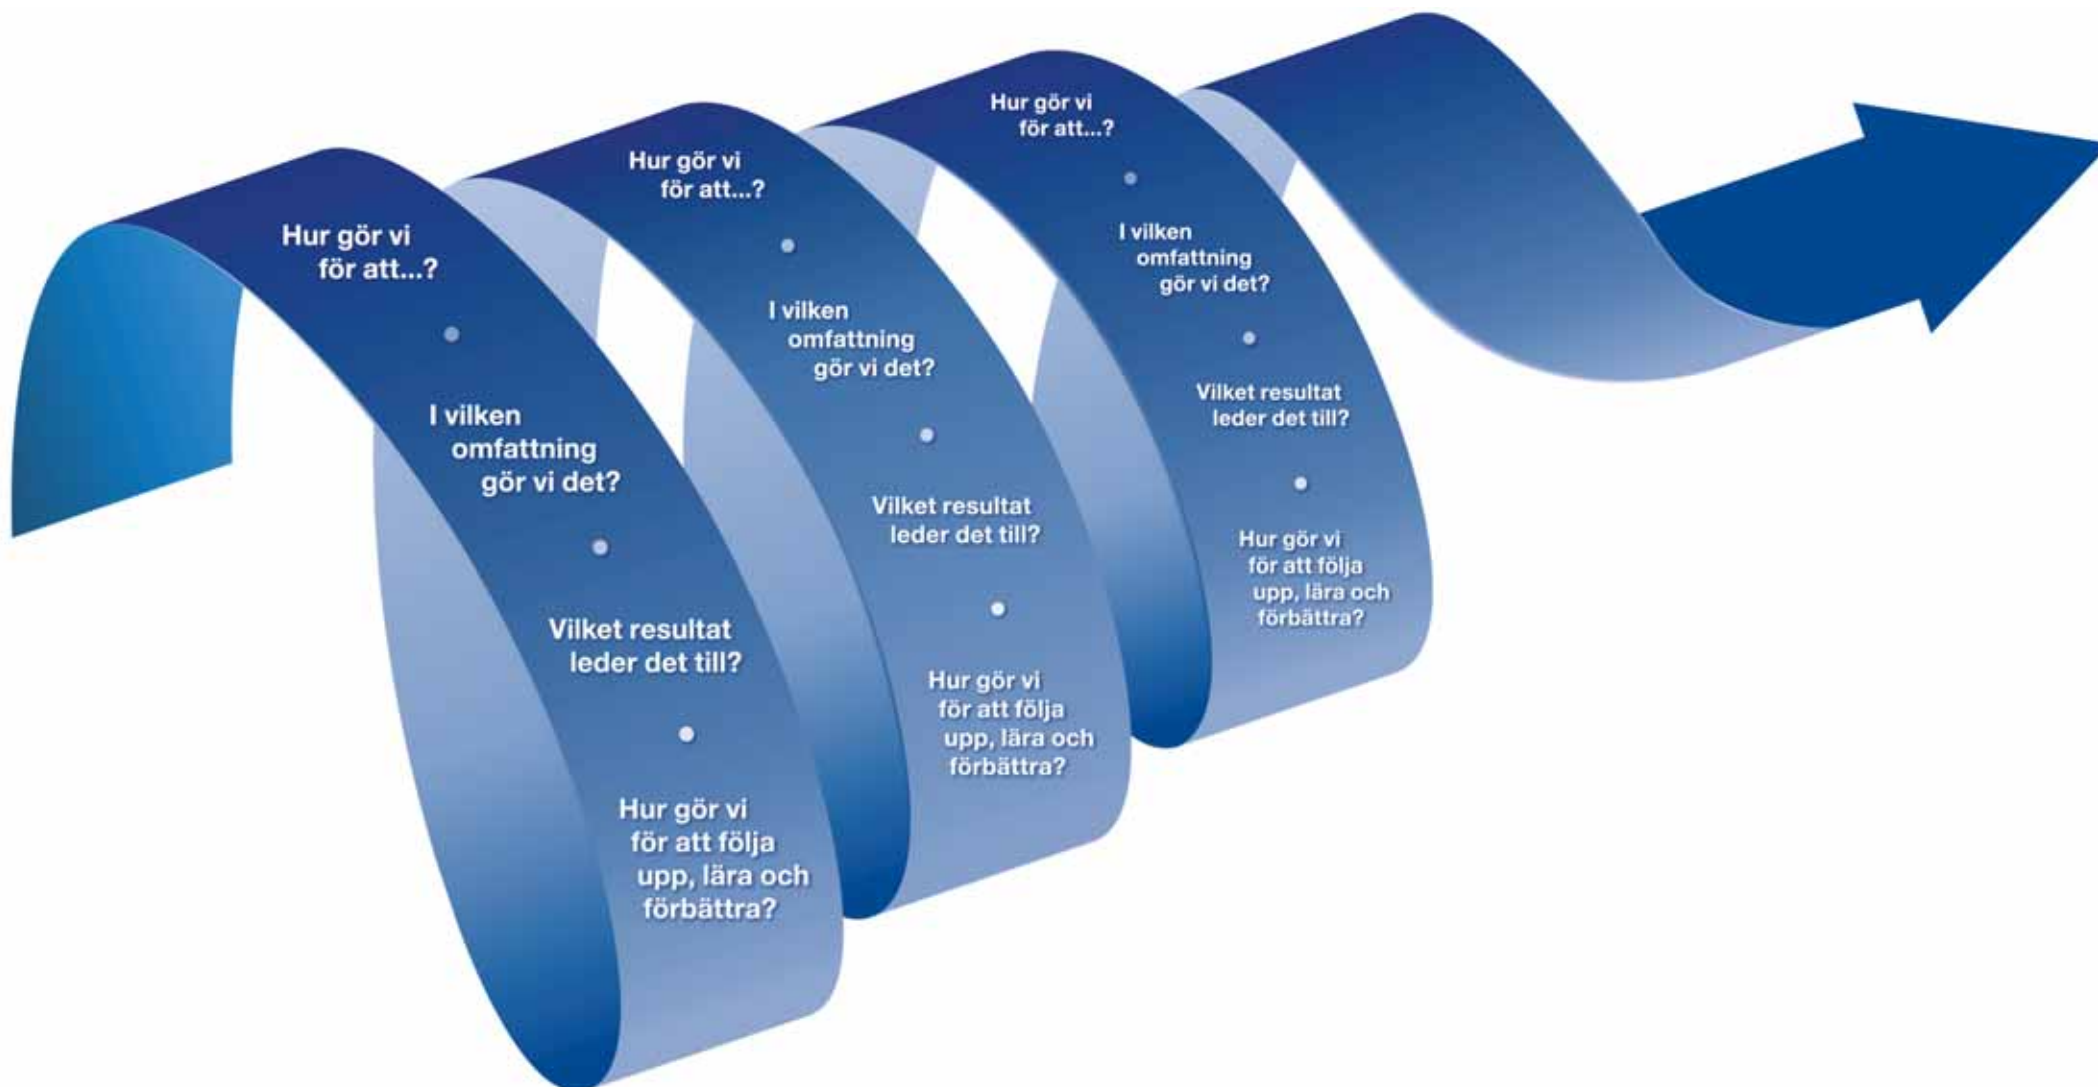 Hur gör vi
för att...?
I vilken
omfattning
gör vi det?
Vilket resultat
leder det till?
Hur gör vi
för att följa
upp, lära och
förbättra?
Hur gör vi
för att...?
I vilken
omfattning
gör vi det?
Vilket resultat
leder det till?
Hur gör vi
för att följa
upp, lära och
förbättra?
Hur gör vi
för att...?
I vilken
omfattning
gör vi det?
Vilket resultat
leder det till?
Hur gör vi
för att följa
upp, lära och
förbättra?